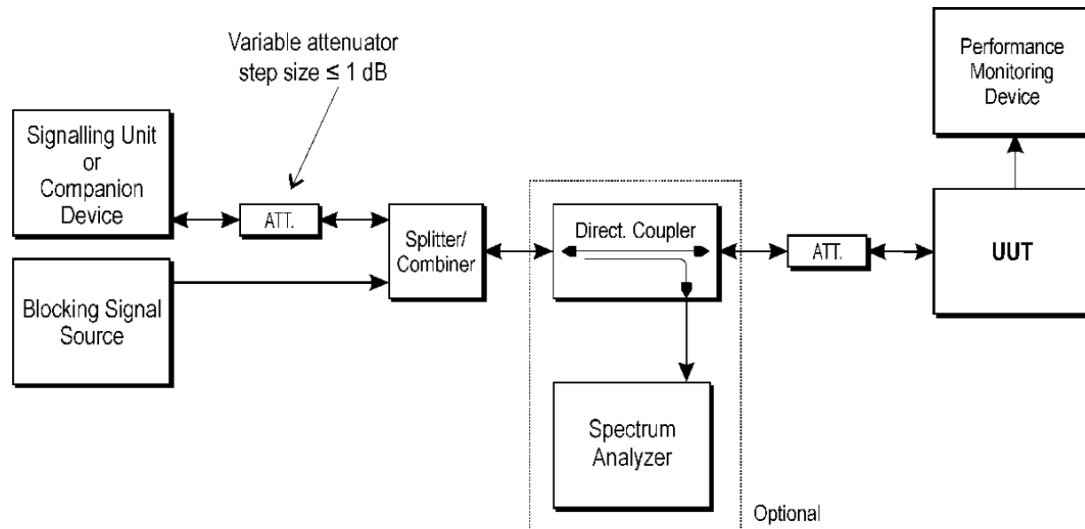 Variable attenuator
step size ≤ 1 dB
Performance
Monitoring
Device
Signalling Unit
or
Companion
Device
ATT.
Splitter/
Combiner
Direct. Coupler
ATT.
UUT
Blocking Signal
Source
Spectrum
Analyzer
Optional